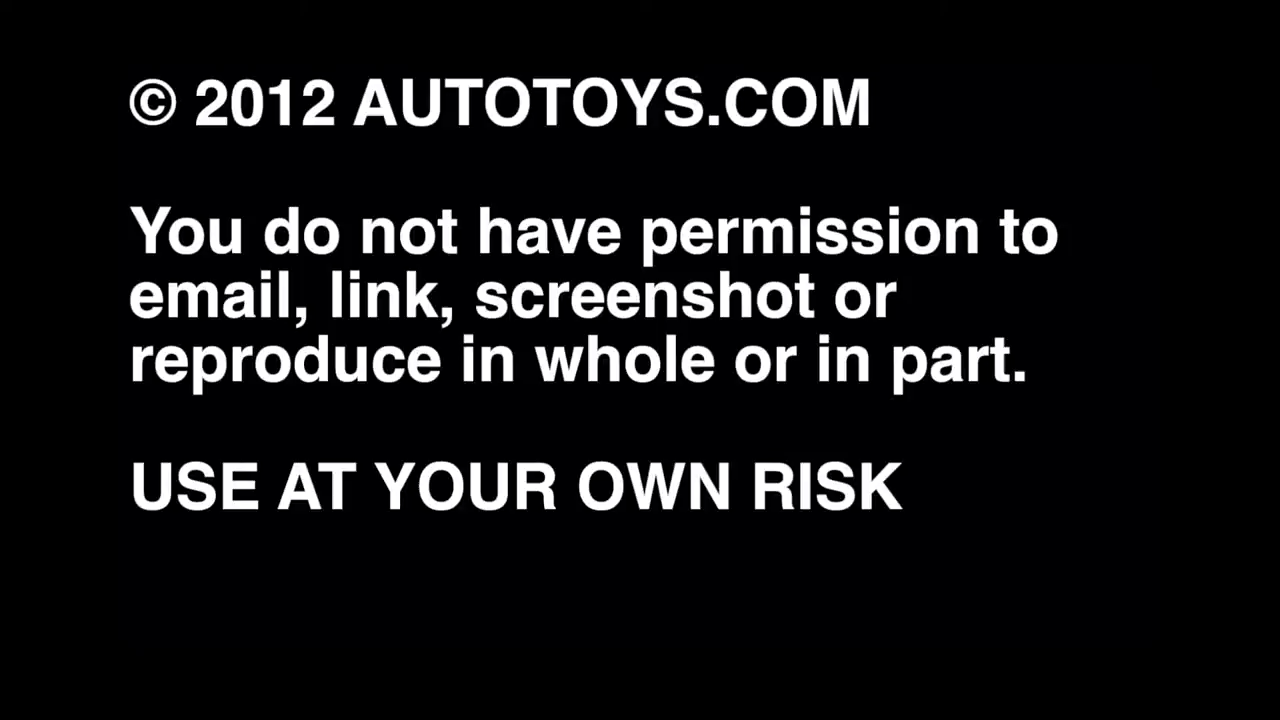 © 2012 AUTOTOYS.COM
You do not have permission to
email, link, screenshot or
reproduce in whole or in part.
USE AT YOUR OWN RISK